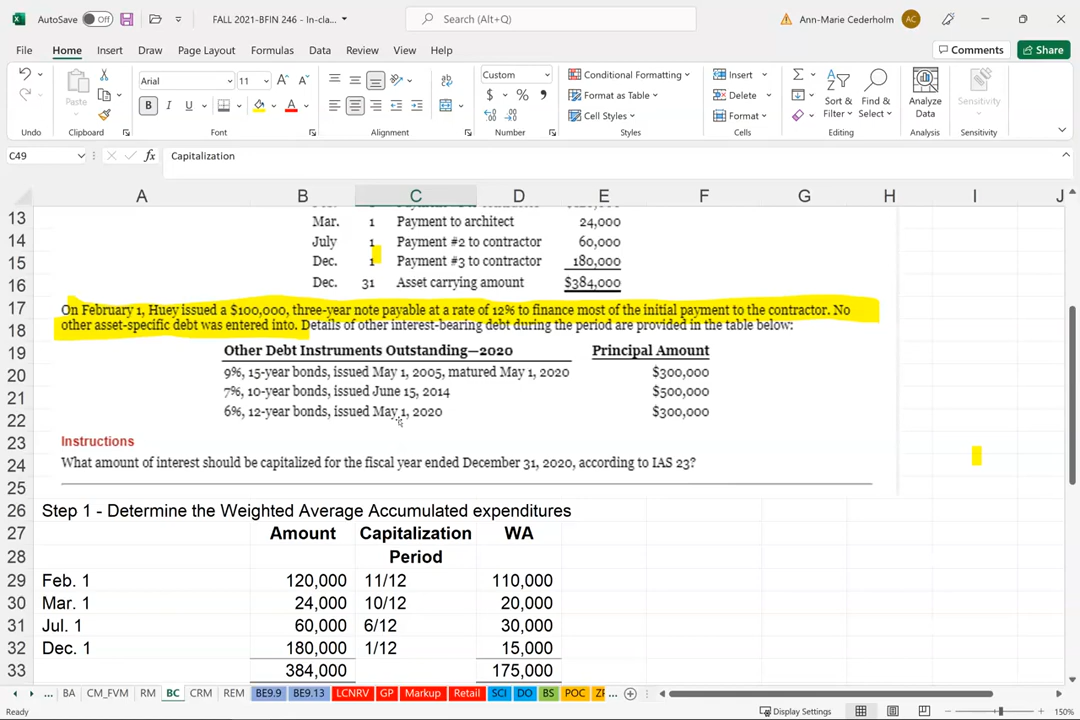 AutoSave Off FALL 2021-BFIN 246 - In-cla... Search (Alt+Q) Ann-Marie Cederholm AC
File Home Insert Draw Page Layout Formulas Data Review View Help Comments Share
Paste Arial 11 Custom Conditional Formatting Format as Table Cell Styles Insert Delete Format Sort & Filter Find & Select Analyze Data Sensitivity
Undo Clipboard Font Alignment Number Styles Cells Editing Analysis Sensitivity
C49 fx Capitalization
A B C D E F G H I J
13
14 Mar. 1 Payment to architect 24,000
July 1 Payment #2 to contractor 60,000
15 Dec. 1 Payment #3 to contractor 180,000
16 Dec. 31 Asset carrying amount $384,000
17 On February 1, Huey issued a $100,000, three-year note payable at a rate of 12% to finance most of the initial payment to the contractor. No
18 other asset-specific debt was entered into. Details of other interest-bearing debt during the period are provided in the table below:
19 Other Debt Instruments Outstanding—2020 Principal Amount
20 9%, 15-year bonds, issued May 1, 2005, matured May 1, 2020 $300,000
21 7%, 10-year bonds, issued June 15, 2014 $500,000
22 6%, 12-year bonds, issued May 1, 2020 $300,000
23 Instructions
24 What amount of interest should be capitalized for the fiscal year ended December 31, 2020, according to IAS 23?
25
26 Step 1 - Determine the Weighted Average Accumulated expenditures
27 Amount Capitalization WA
28 Period
29 Feb. 1 120,000 11/12 110,000
30 Mar. 1 24,000 10/12 20,000
31 Jul. 1 60,000 6/12 30,000
32 Dec. 1 180,000 1/12 15,000
33 384,000 175,000
... BA CM_FVM RM BC CRM REM BE9.9 BE9.13 LCNRV GP Markup Retail SCI DO BS POC ...
Ready Display Settings 150%